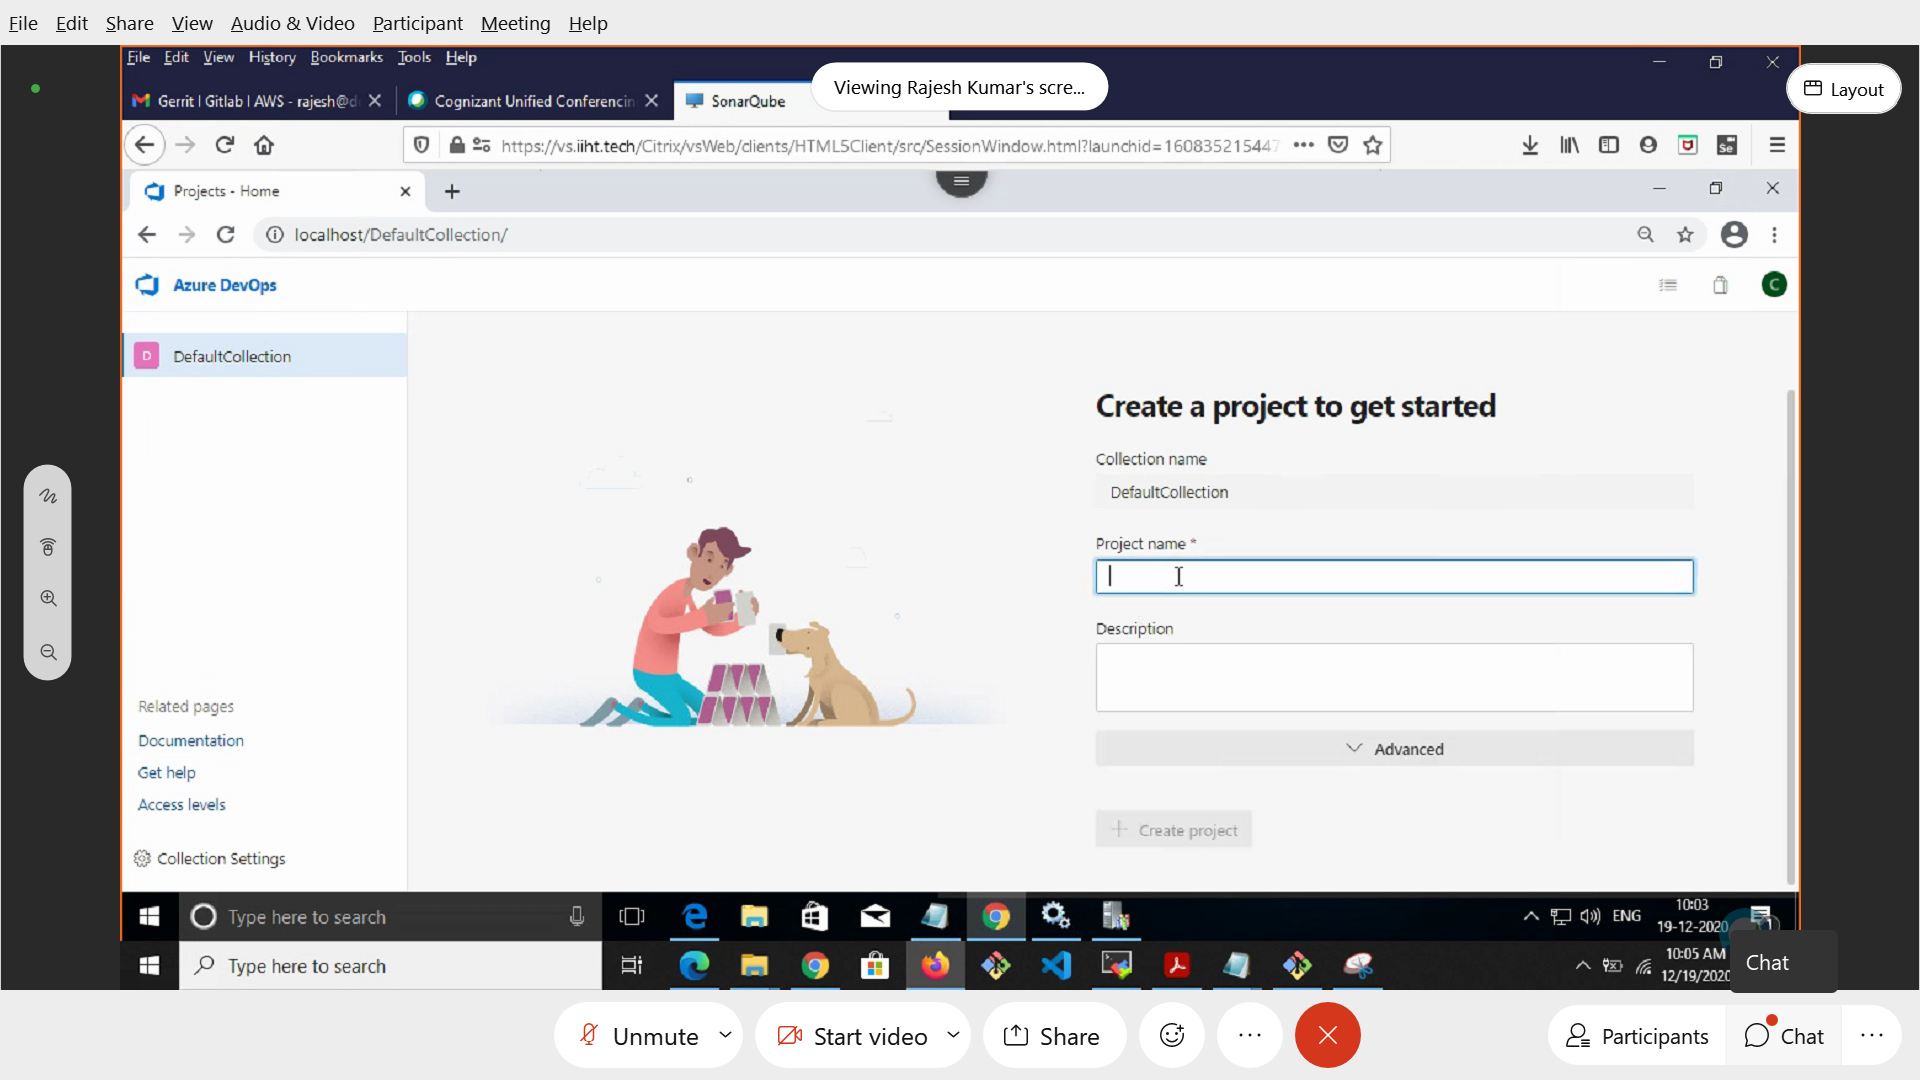 File Edit Share View Audio & Video Participant Meeting Help
File Edit View History Bookmarks Tools Help
Viewing Rajesh Kumar's scre...
Layout
Gerrit | Gitlab | AWS - rajesh@d
Cognizant Unified Conferencin
SonarQube
https://vs.iiht.tech/Citrix/vsWeb/clients/HTML5Client/src/SessionWindow.html?launchid=1608352154477
Projects - Home
localhost/DefaultCollection/
Azure DevOps
C
D DefaultCollection
Create a project to get started
Collection name
DefaultCollection
Project name *
Description
Advanced
Create project
Related pages
Documentation
Get help
Access levels
Collection Settings
Type here to search
ENG
10:03
19-12-2020
1
Type here to search
10:05 AM
12/19/2020
Chat
Unmute
Start video
Share
Participants
Chat